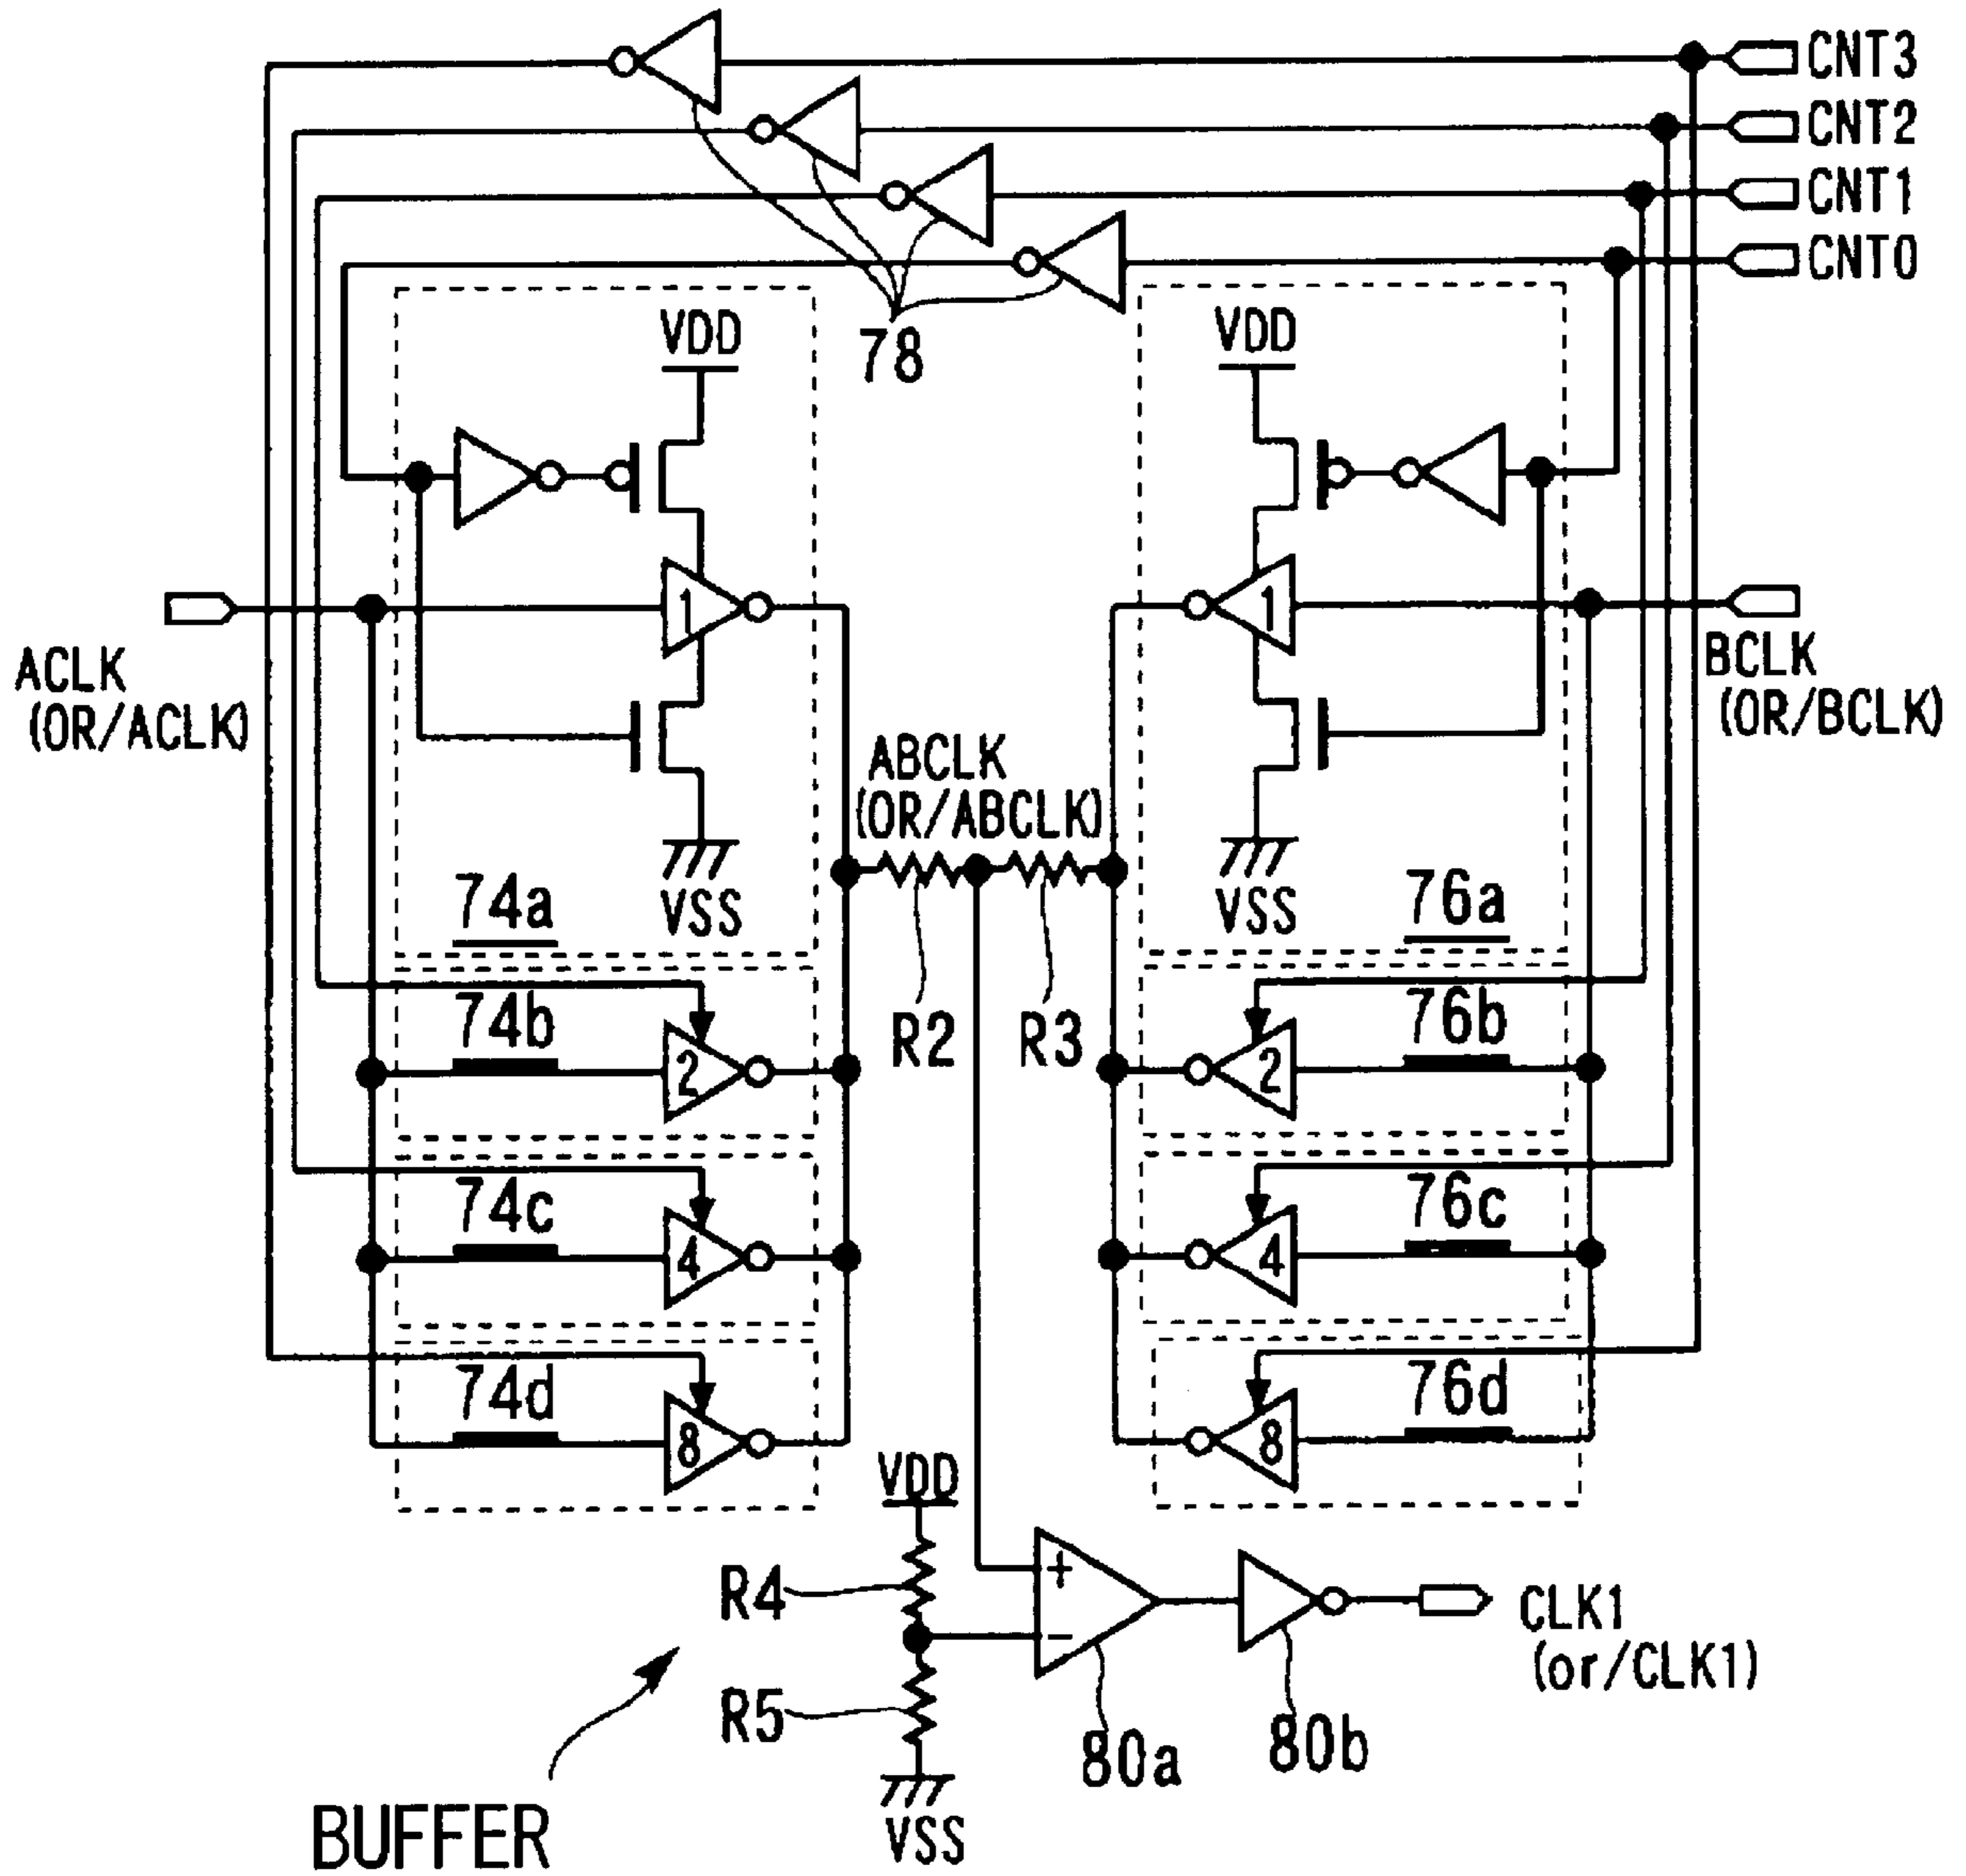 CNT3
CNT2
CNT1
CNT0
78
VDD
VDD
1
1
ACLK
(OR/ACLK)
BCLK
(OR/BCLK)
ABCLK
(OR/ABCLK)
74a
VSS
VSS
76a
74b
2
R2
R3
2
76b
74c
4
4
76c
74d
8
8
76d
VDD
R4
+
−
CLK1
(or/CLK1)
R5
80a
80b
VSS
BUFFER